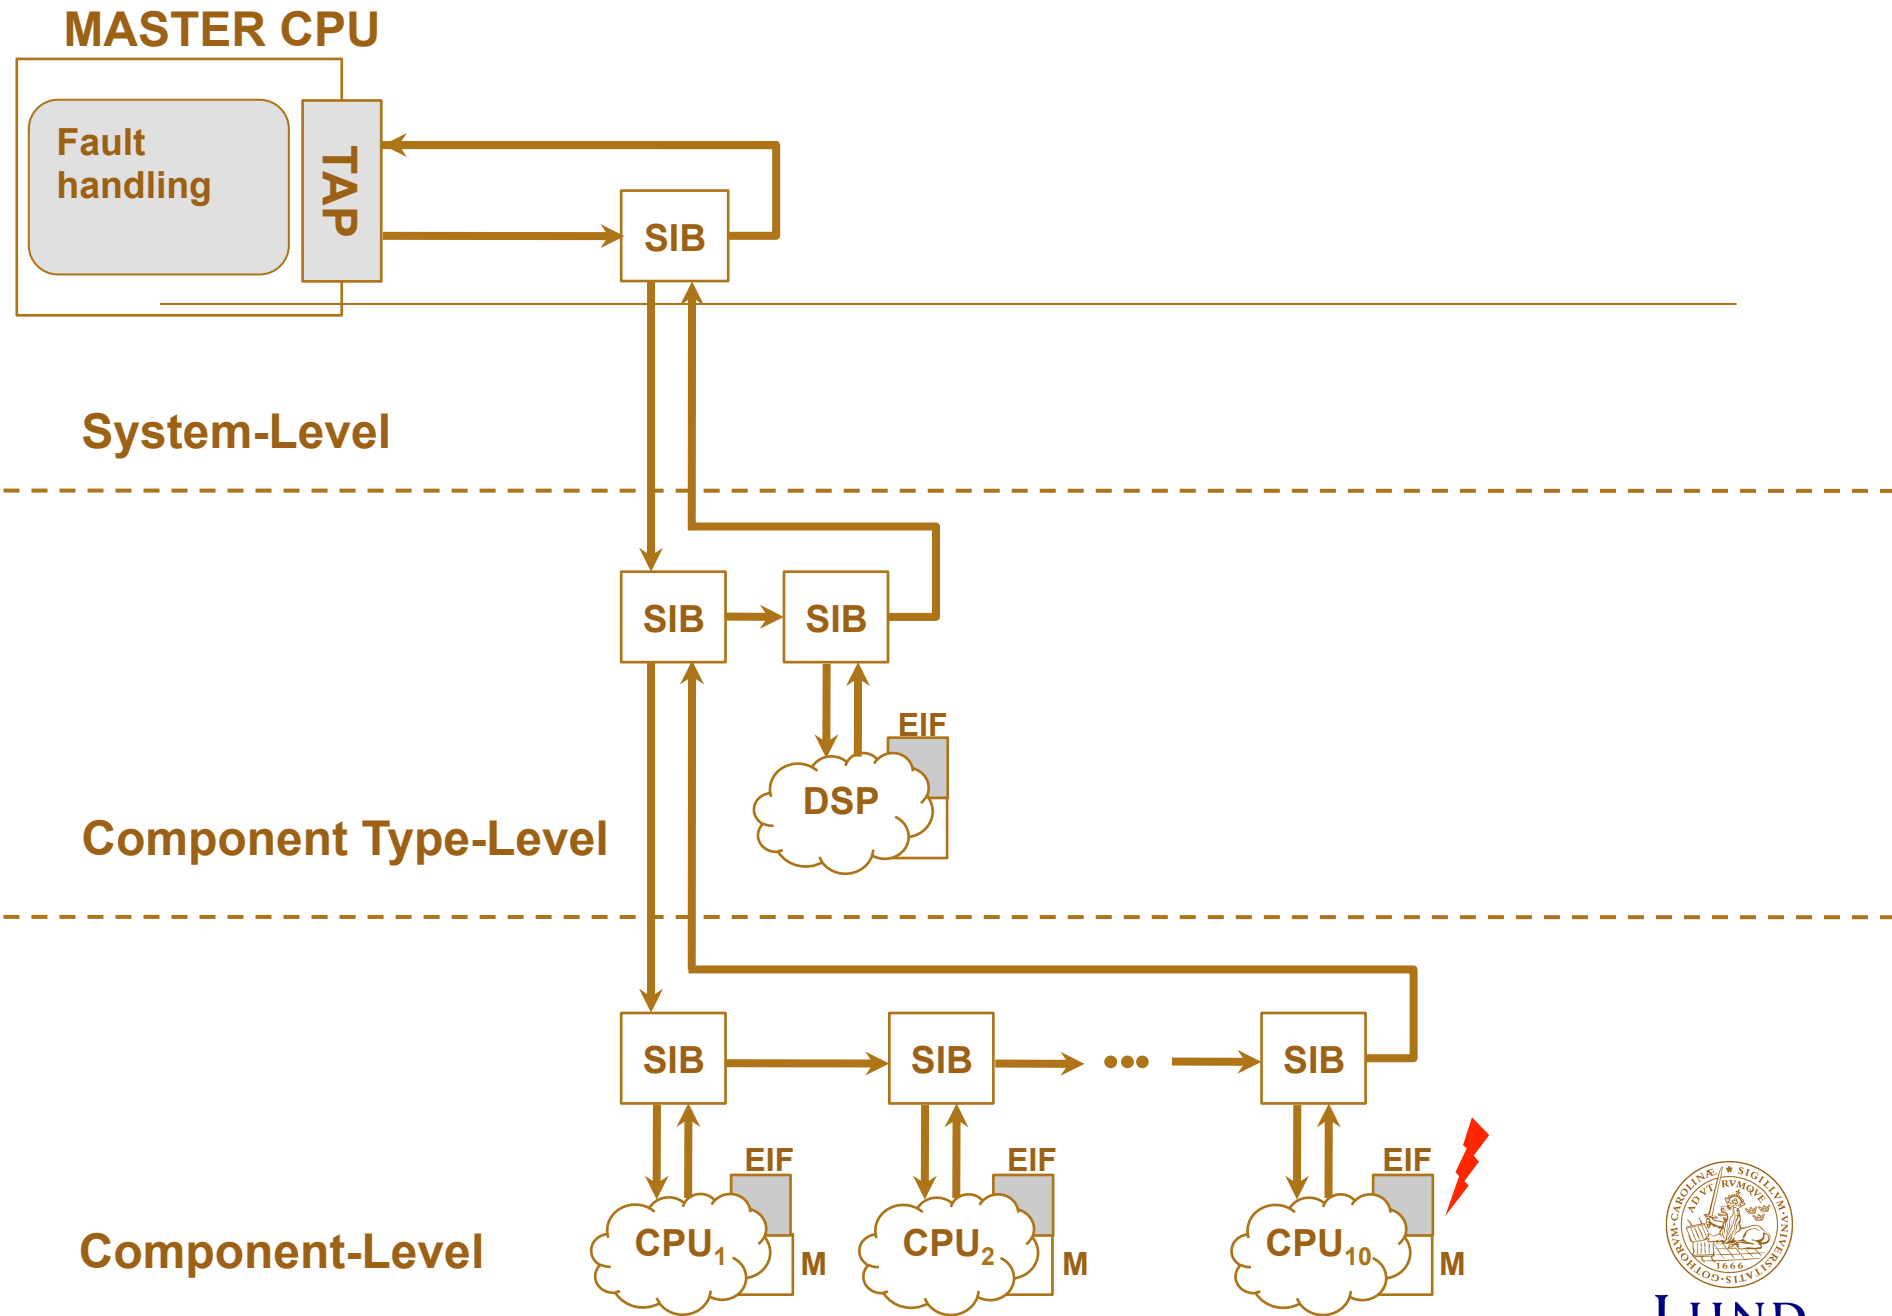 MASTER CPU
Fault
handling
TAP
SIB
System-Level
SIB
SIB
EIF
DSP
Component Type-Level
SIB
SIB
•••
SIB
EIF
EIF
EIF
CPU1
M
CPU2
M
CPU10
M
Component-Level
1666